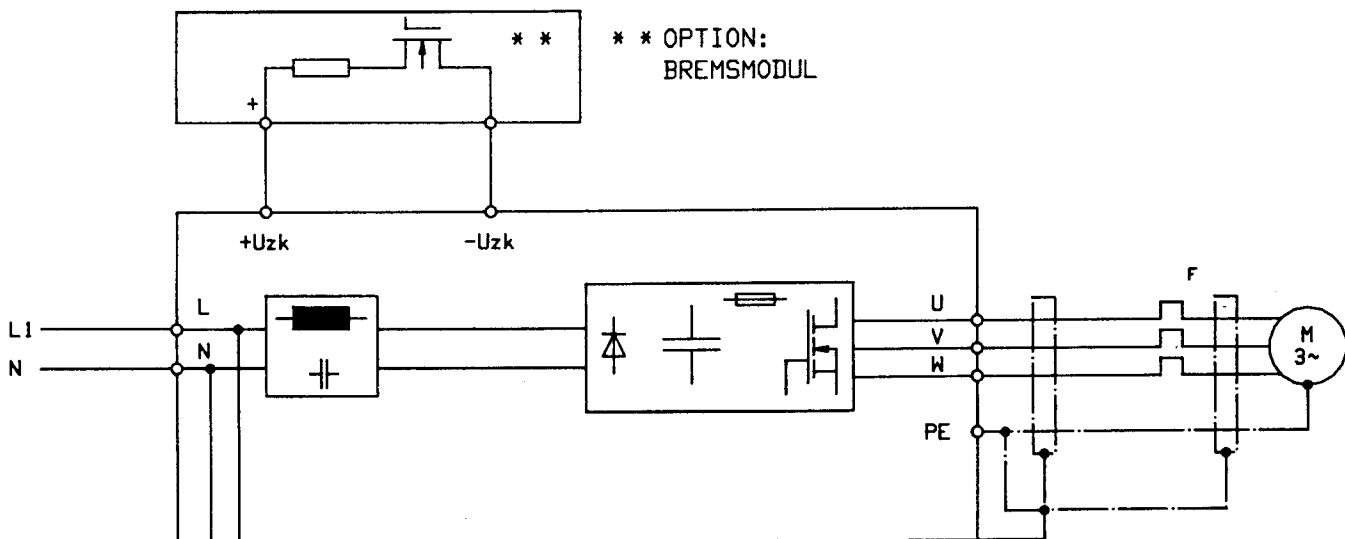 * *
* * OPTION:
BREMSMODUL
+
+Uzk
-Uzk
F
L
U
L1
V
M
3~
N
N
W
PE